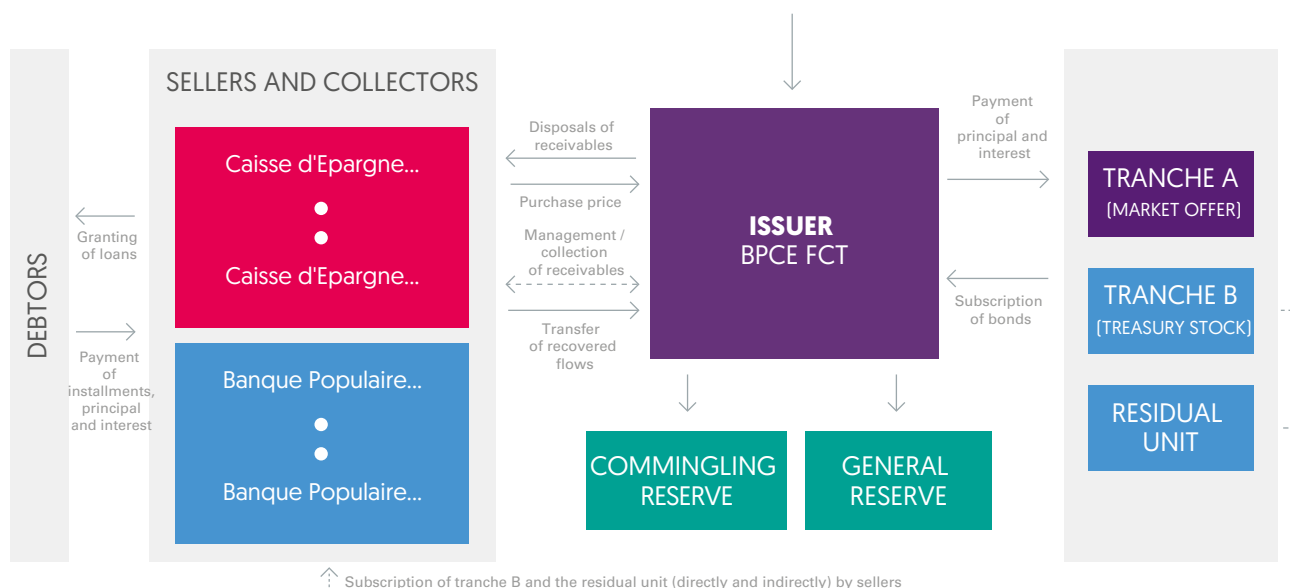 DEBTORS
Granting
of loans
Payment
of
installments,
principal
and interest
SELLERS AND COLLECTORS
Caisse d'Epargne...
Caisse d'Epargne...
Banque Populaire...
Banque Populaire...
Disposals of
receivables
Purchase price
Management /
collection
of receivables
Transfer
of recovered
flows
ISSUER
BPCE FCT
COMMINGLING
RESERVE
GENERAL
RESERVE
Payment
of
principal and
interest
Subscription
of bonds
TRANCHE A
(MARKET OFFER)
TRANCHE B
(TREASURY STOCK)
RESIDUAL
UNIT
Subscription of tranche B and the residual unit (directly and indirectly) by sellers